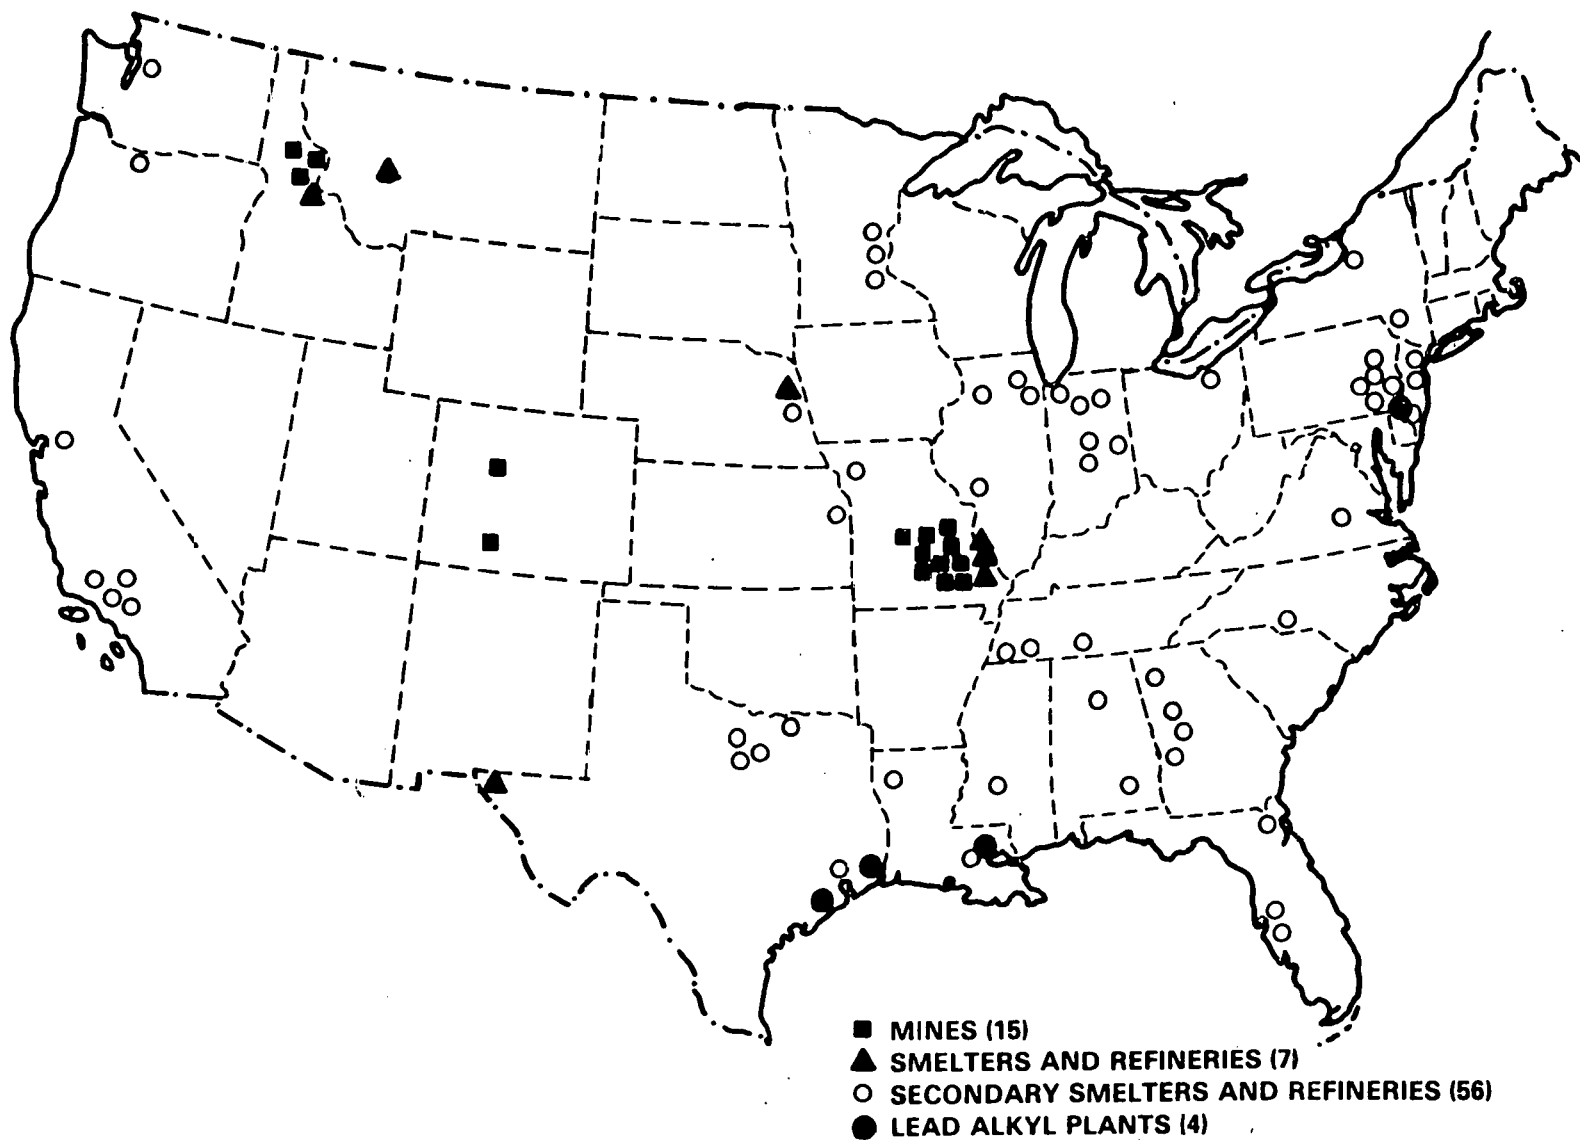 MINES (15)
SMELTERS AND REFINERIES (7)
SECONDARY SMELTERS AND REFINERIES (56)
LEAD ALKYL PLANTS (4)